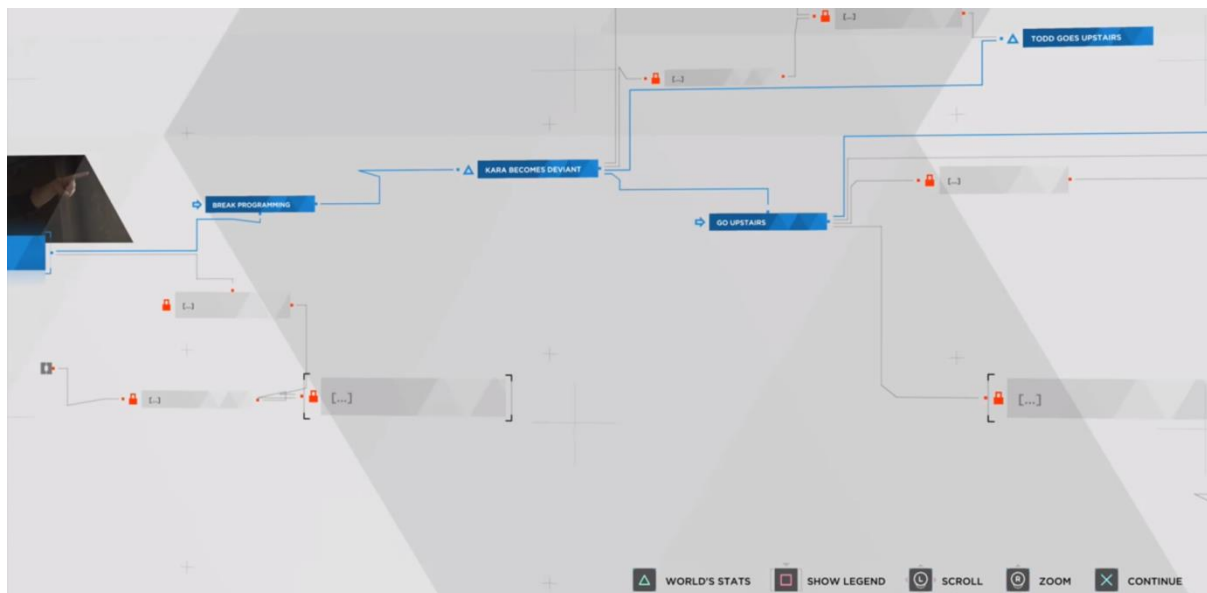 [...]
TODD GOES UPSTAIRS
[...]
KARA BECOMES DEVIANT
[...]
BREAK PROGRAMMING
GO UPSTAIRS
[...]
[...]
[...]
[...]
WORLD'S STATS
SHOW LEGEND
L SCROLL
R ZOOM
CONTINUE